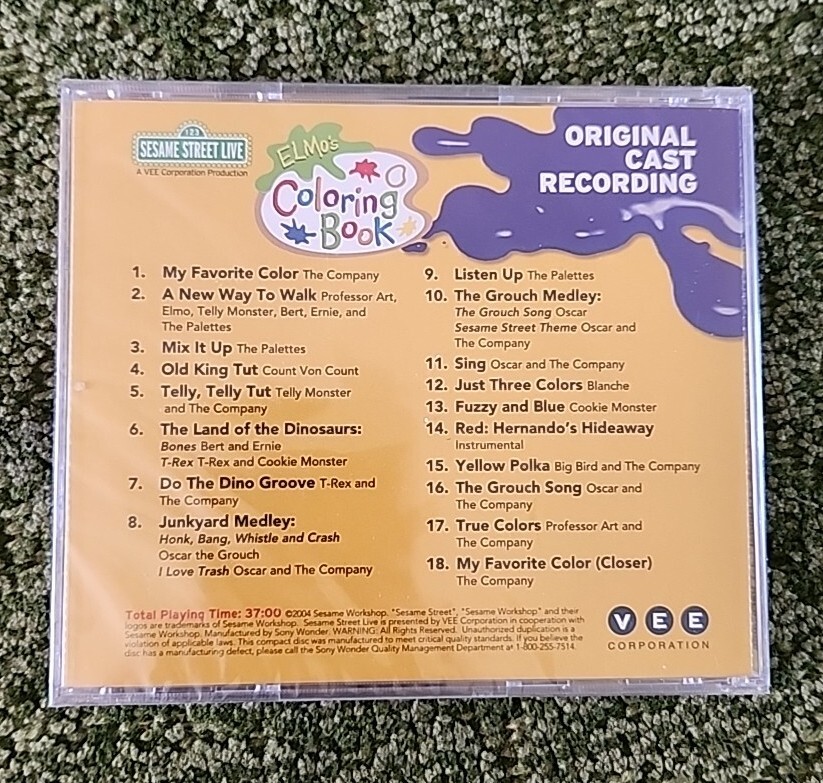 123
SESAME STREET LIVE
A VEE Corporation Production
ELMO's
Coloring
Book
ORIGINAL
CAST
RECORDING
1. My Favorite Color The Company
2. A New Way To Walk Professor Art,
Elmo, Telly Monster, Bert, Ernie, and
The Palettes
3. Mix It Up The Palettes
4. Old King Tut Count Von Count
5. Telly, Telly Tut Telly Monster
and The Company
6. The Land of the Dinosaurs:
Bones Bert and Ernie
T-Rex T-Rex and Cookie Monster
7. Do The Dino Groove T-Rex and
The Company
8. Junkyard Medley:
Honk, Bang, Whistle and Crash
Oscar the Grouch
I Love Trash Oscar and The Company
9. Listen Up The Palettes
10. The Grouch Medley:
The Grouch Song Oscar
Sesame Street Theme Oscar and
The Company
11. Sing Oscar and The Company
12. Just Three Colors Blanche
13. Fuzzy and Blue Cookie Monster
14. Red: Hernando's Hideaway
Instrumental
15. Yellow Polka Big Bird and The Company
16. The Grouch Song Oscar and
The Company
17. True Colors Professor Art and
The Company
18. My Favorite Color (Closer)
The Company
Total Playing Time: 37:00 ©2004 Sesame Workshop. "Sesame Street", "Sesame Workshop" and their
logos are trademarks of Sesame Workshop. Sesame Street Live is presented by VEE Corporation in cooperation with
Sesame Workshop. Manufactured by Sony Wonder. WARNING: All Rights Reserved. Unauthorized duplication is a
violation of applicable laws. This compact disc was manufactured to meet critical quality standards. If you believe the
disc has a manufacturing defect, please call the Sony Wonder Quality Management Department at 1-800-255-7514.
VEE
CORPORATION